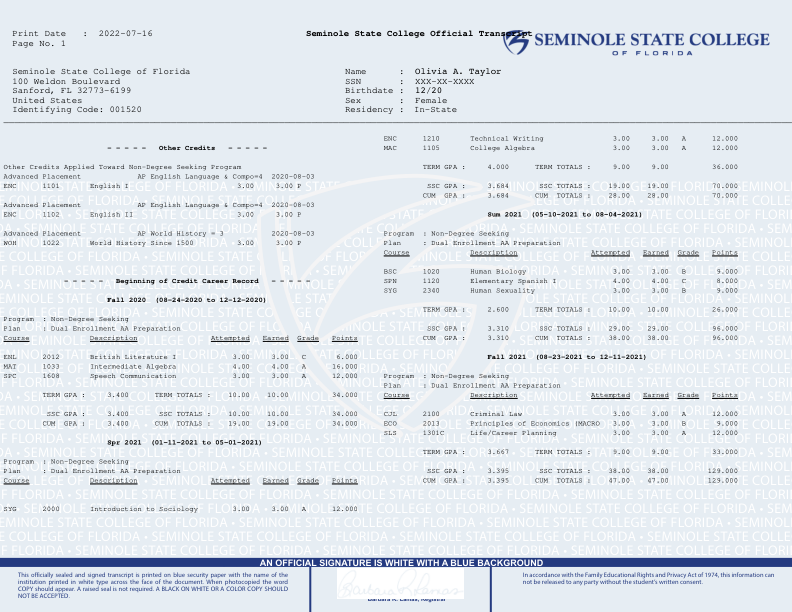 Print Date : 2022-07-16
Page No. 1
Seminole State College Official Transcript
SEMINOLE STATE COLLEGE
OF FLORIDA
Seminole State College of Florida
100 Weldon Boulevard
Sanford, FL 32773-6199
United States
Identifying Code: 001520
Name : Olivia A. Taylor
SSN : XXX-XX-XXXX
Birthdate : 12/20
Sex : Female
Residency : In-State
- - - - - Other Credits - - - - -
Other Credits Applied Toward Non-Degree Seeking Program
Advanced Placement AP English Language & Compo=4 2020-08-03
ENC 1101 English I 3.00 3.00 P
Advanced Placement AP English Language & Compo=4 2020-08-03
ENC 1102 English II 3.00 3.00 P
Advanced Placement AP World History = 3 2020-08-03
WOH 1022 World History Since 1500 3.00 3.00 P
- - - - - Beginning of Credit Career Record - - - - -
Fall 2020 (08-24-2020 to 12-12-2020)
Program : Non-Degree Seeking
Plan : Dual Enrollment AA Preparation
Course Description Attempted Earned Grade Points
ENL 2012 British Literature I 3.00 3.00 C 6.000
MAT 1033 Intermediate Algebra 4.00 4.00 A 16.000
SPC 1608 Speech Communication 3.00 3.00 A 12.000
TERM GPA : 3.400 TERM TOTALS : 10.00 10.00 34.000
SSC GPA : 3.400 SSC TOTALS : 10.00 10.00 34.000
CUM GPA : 3.400 CUM TOTALS : 19.00 19.00 34.000
Spr 2021 (01-11-2021 to 05-01-2021)
Program : Non-Degree Seeking
Plan : Dual Enrollment AA Preparation
Course Description Attempted Earned Grade Points
SYG 2000 Introduction to Sociology 3.00 3.00 A 12.000
ENC 1210 Technical Writing 3.00 3.00 A 12.000
MAC 1105 College Algebra 3.00 3.00 A 12.000
TERM GPA : 4.000 TERM TOTALS : 9.00 9.00 36.000
SSC GPA : 3.684 SSC TOTALS : 19.00 19.00 70.000
CUM GPA : 3.684 CUM TOTALS : 28.00 28.00 70.000
Sum 2021 (05-10-2021 to 08-04-2021)
Program : Non-Degree Seeking
Plan : Dual Enrollment AA Preparation
Course Description Attempted Earned Grade Points
BSC 1020 Human Biology 3.00 3.00 B 9.000
SPN 1120 Elementary Spanish I 4.00 4.00 C 8.000
SYG 2340 Human Sexuality 3.00 3.00 B 9.000
TERM GPA : 2.600 TERM TOTALS : 10.00 10.00 26.000
SSC GPA : 3.310 SSC TOTALS : 29.00 29.00 96.000
CUM GPA : 3.310 CUM TOTALS : 38.00 38.00 96.000
Fall 2021 (08-23-2021 to 12-11-2021)
Program : Non-Degree Seeking
Plan : Dual Enrollment AA Preparation
Course Description Attempted Earned Grade Points
CJL 2100 Criminal Law 3.00 3.00 A 12.000
ECO 2013 Principles of Economics (MACRO 3.00 3.00 B 9.000
SLS 1301C Life/Career Planning 3.00 3.00 A 12.000
TERM GPA : 3.667 TERM TOTALS : 9.00 9.00 33.000
SSC GPA : 3.395 SSC TOTALS : 38.00 38.00 129.000
CUM GPA : 3.395 CUM TOTALS : 47.00 47.00 129.000
AN OFFICIAL SIGNATURE IS WHITE WITH A BLUE BACKGROUND
This officially sealed and signed transcript is printed on blue security paper with the name of the
institution printed in white type across the face of the document. When photocopied the word
COPY should appear. A raised seal is not required. A BLACK ON WHITE OR A COLOR COPY SHOULD
NOT BE ACCEPTED.
Registrar
In accordance with the Family Educational Rights and Privacy Act of 1974, this information can
not be released to any party without the student's written consent.